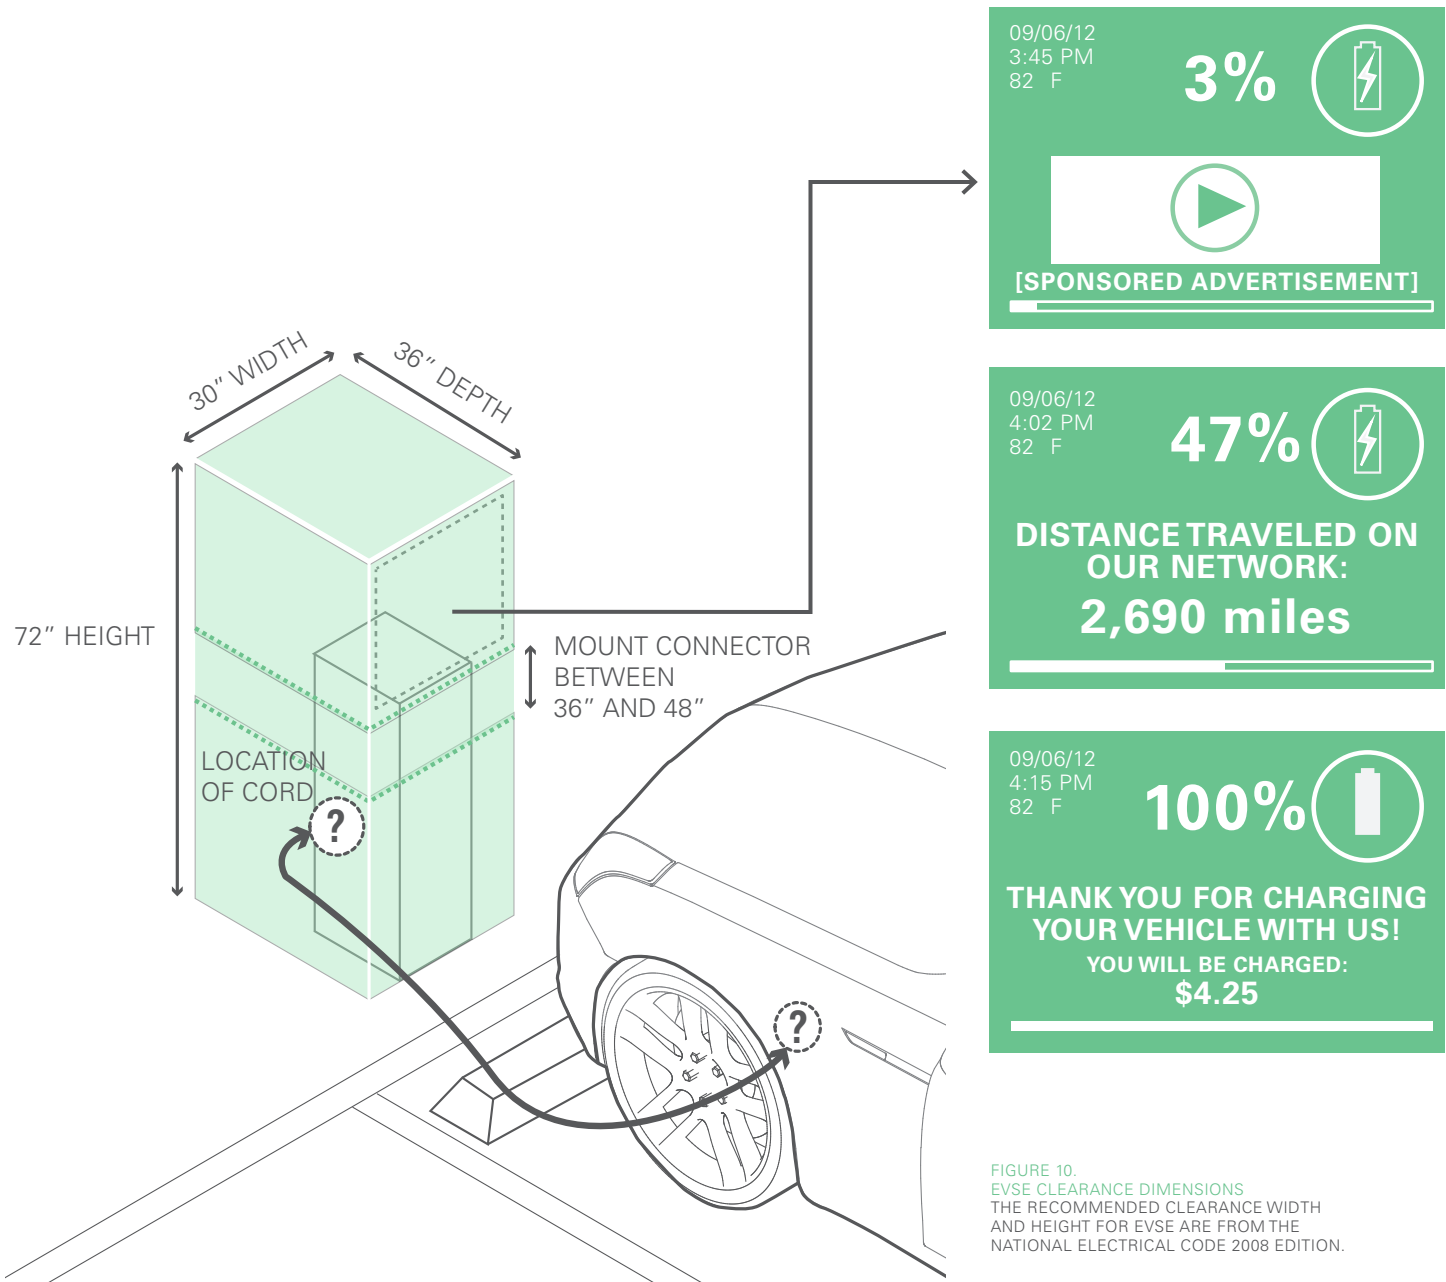 09/06/12
3:45 PM
82 F
3%
[SPONSORED ADVERTISEMENT]
30” WIDTH
36” DEPTH
72” HEIGHT
MOUNT CONNECTOR
BETWEEN
36” AND 48”
LOCATION
OF CORD
?
?
09/06/12
4:02 PM
82 F
47%
DISTANCE TRAVELED ON
OUR NETWORK:
2,690 miles
09/06/12
4:15 PM
82 F
100%
THANK YOU FOR CHARGING
YOUR VEHICLE WITH US!
YOU WILL BE CHARGED:
$4.25
FIGURE 10.
EVSE CLEARANCE DIMENSIONS
THE RECOMMENDED CLEARANCE WIDTH
AND HEIGHT FOR EVSE ARE FROM THE
NATIONAL ELECTRICAL CODE 2008 EDITION.